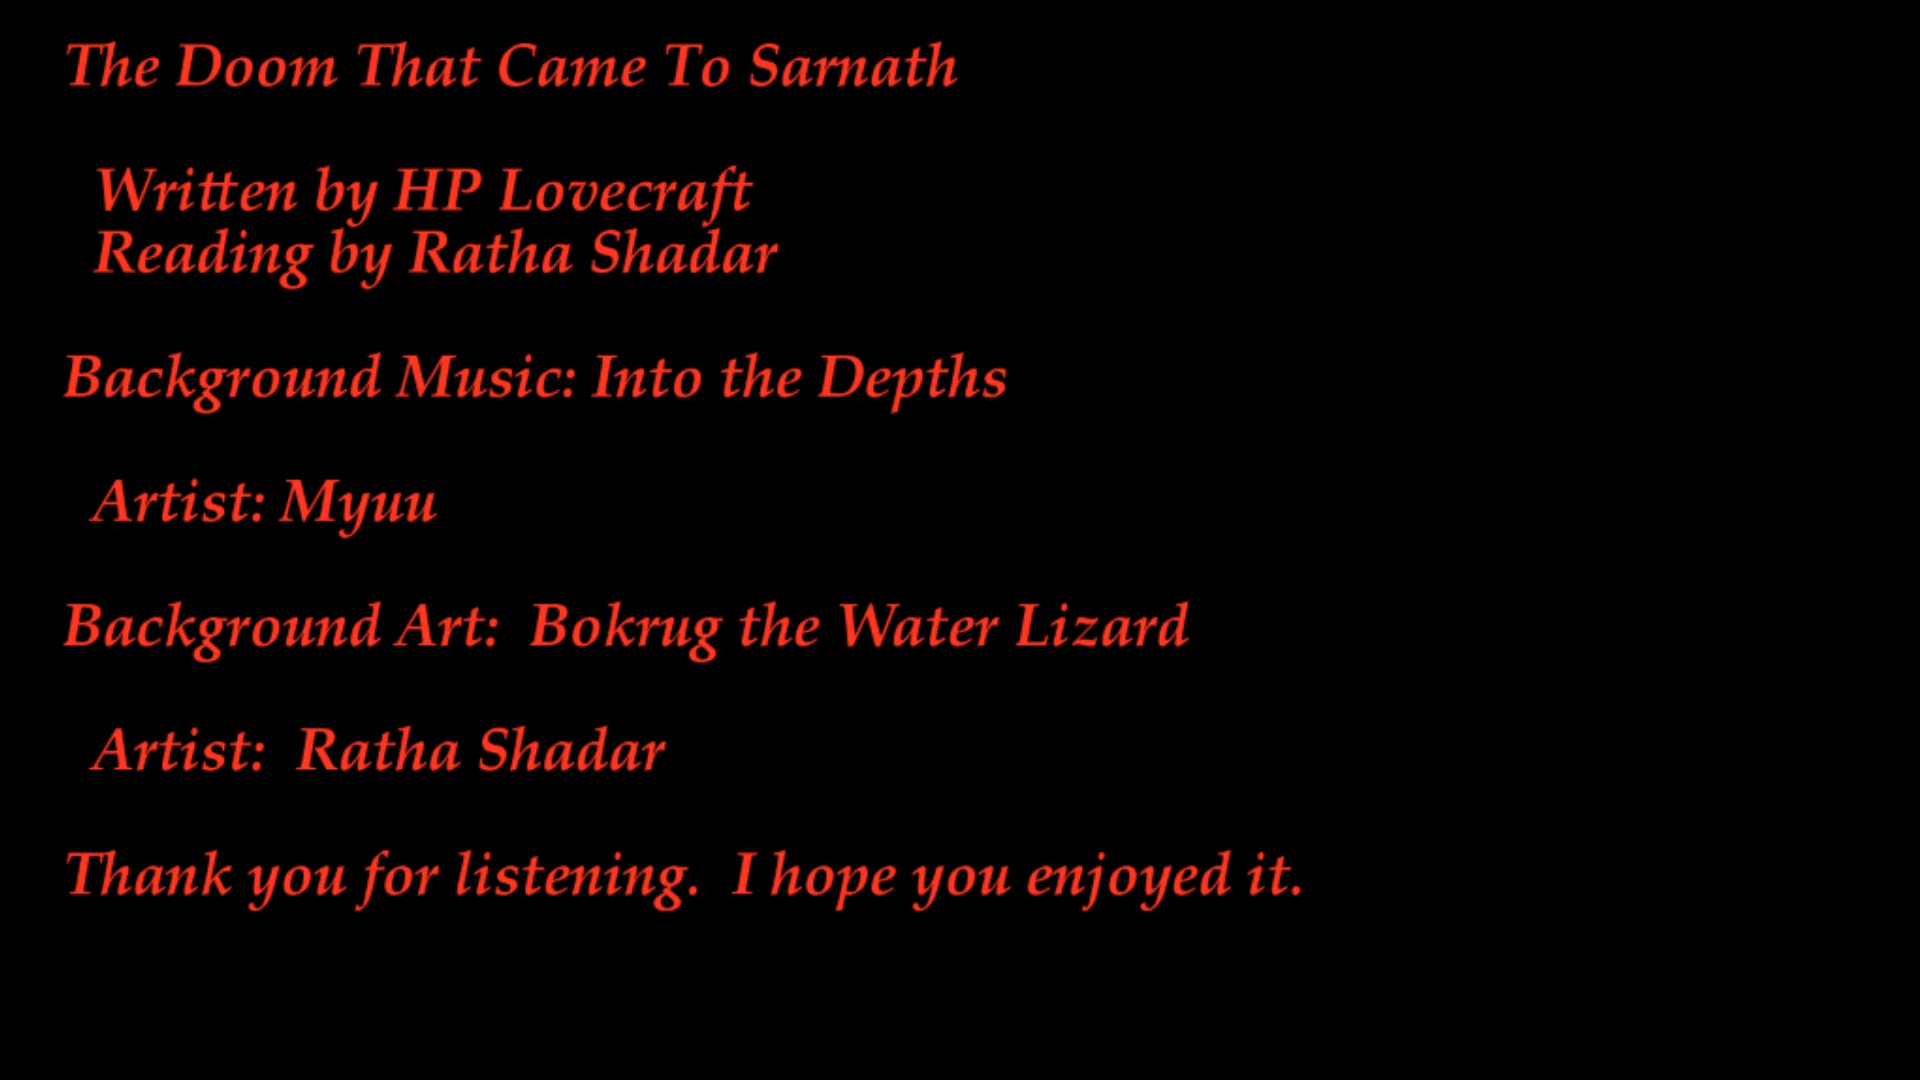 The Doom That Came To Sarnath
Written by HP Lovecraft
Reading by Ratha Shadar
Background Music: Into the Depths
Artist: Myuu
Background Art:  Bokrug the Water Lizard
Artist:  Ratha Shadar
Thank you for listening.  I hope you enjoyed it.